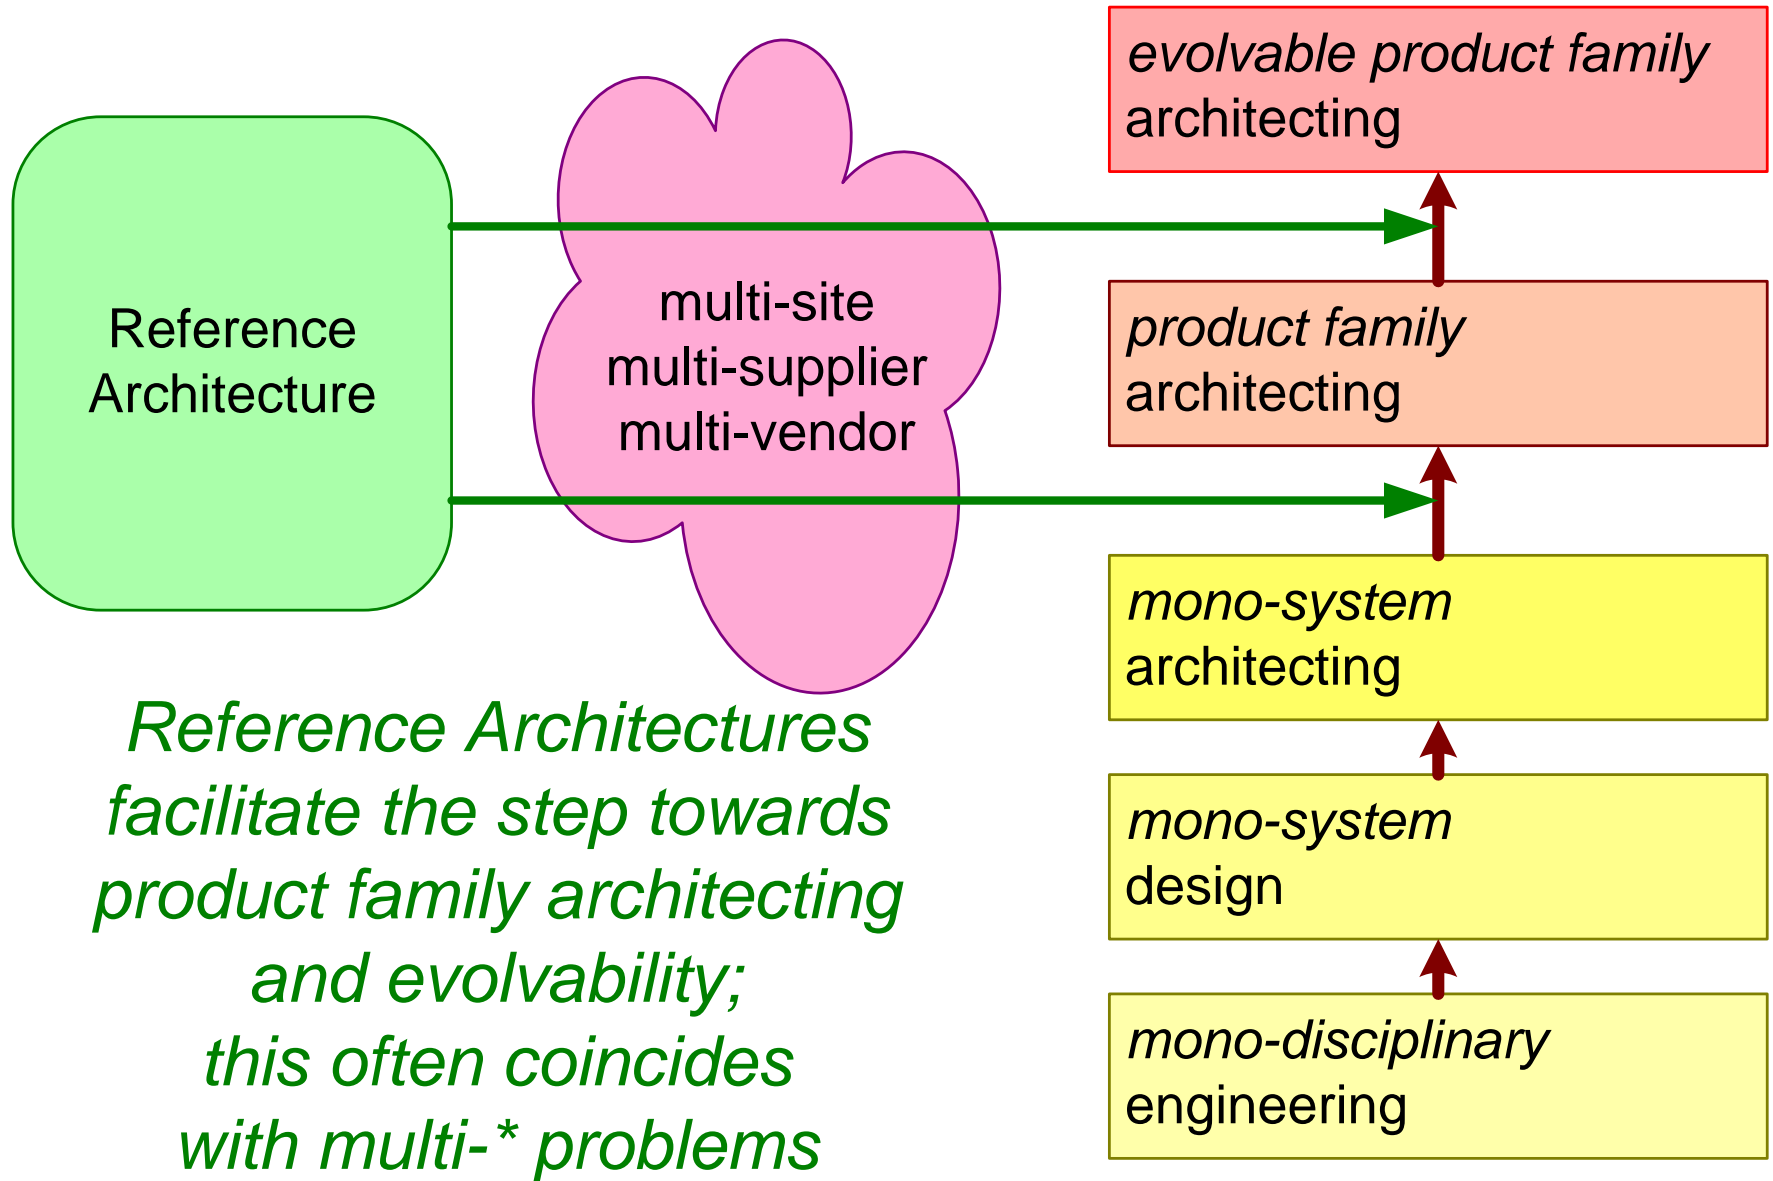 Reference
Architecture
multi-site
multi-supplier
multi-vendor
evolvable product family
architecting
product family
architecting
mono-system
architecting
mono-system
design
mono-disciplinary
engineering
Reference Architectures
facilitate the step towards
product family architecting
and evolvability;
this often coincides
with multi-* problems